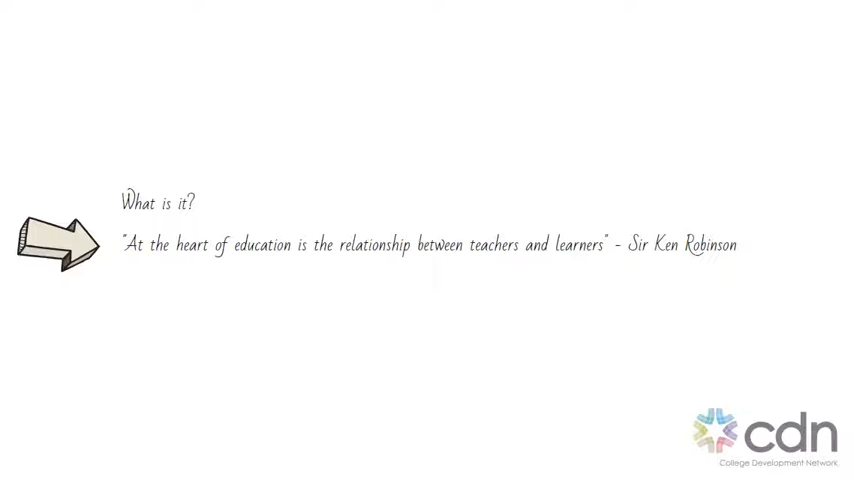 What is it?
"At the heart of education is the relationship between teachers and learners" - Sir Ken Robinson
cdn
College Development Network